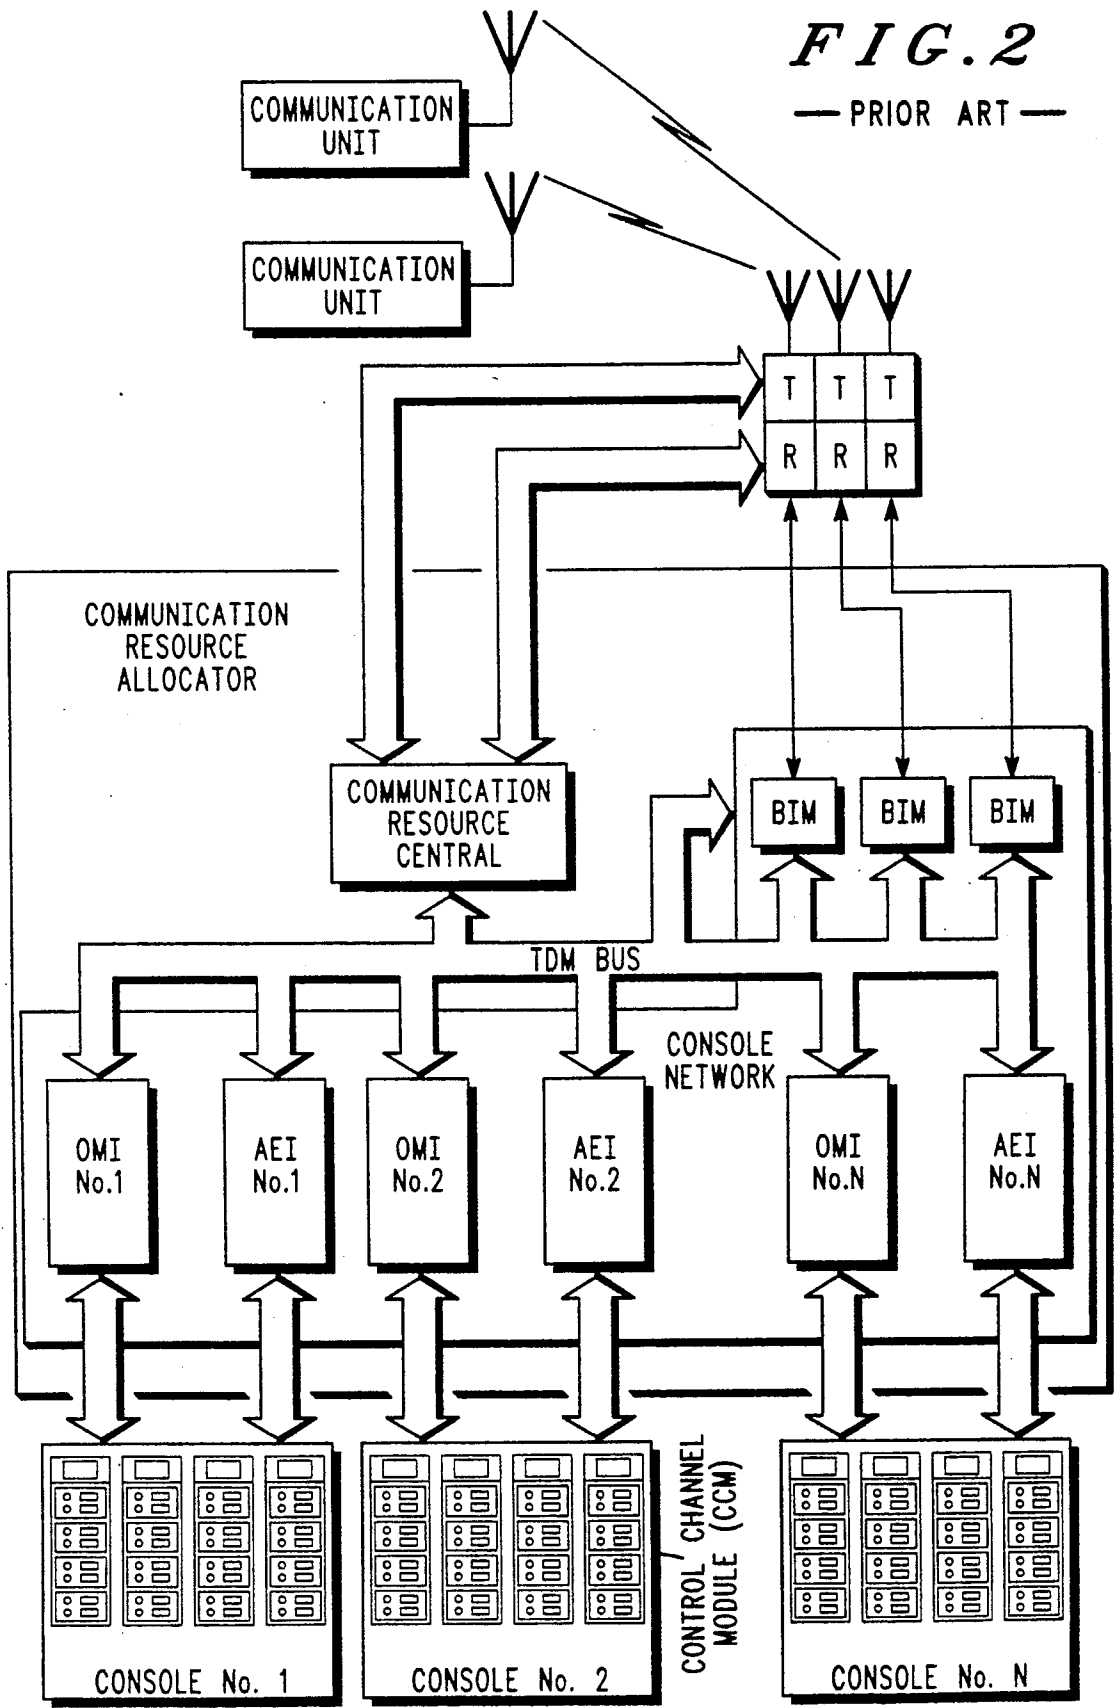 FIG.2
PRIOR ART
COMMUNICATION
UNIT
COMMUNICATION
UNIT
T T T
R R R
COMMUNICATION
RESOURCE
ALLOCATOR
COMMUNICATION
RESOURCE
CENTRAL
BIM BIM BIM
TDM BUS
CONSOLE
NETWORK
OMI
No.1
AEI
No.1
OMI
No.2
AEI
No.2
OMI
No.N
AEI
No.N
CONTROL CHANNEL
MODULE (CCM)
CONSOLE No. 1
CONSOLE No. 2
CONSOLE No. N